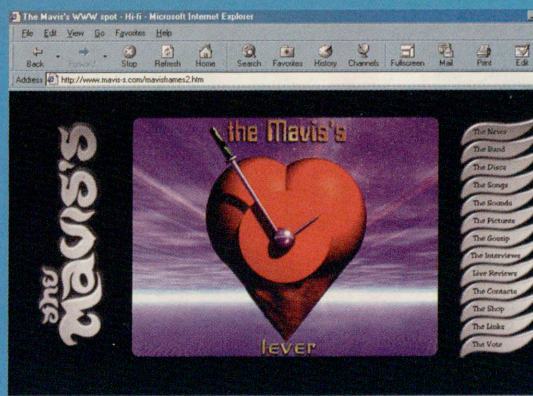 The Mavis's WWW spot - Hi-fi - Microsoft Internet Explorer
File Edit View Go Favorites Help
Back Forward Stop Refresh Home Search Favorites History Channels Fullscreen Mail Print Edit
Address http://www.mavis-s.com/mavisframes2.htm
the Mavis's
the Mavis's
lever
The News
The Band
The Discs
The Songs
The Sounds
The Pictures
The Gossip
The Interviews
Live Reviews
The Contacts
The Shop
The Links
The Vote